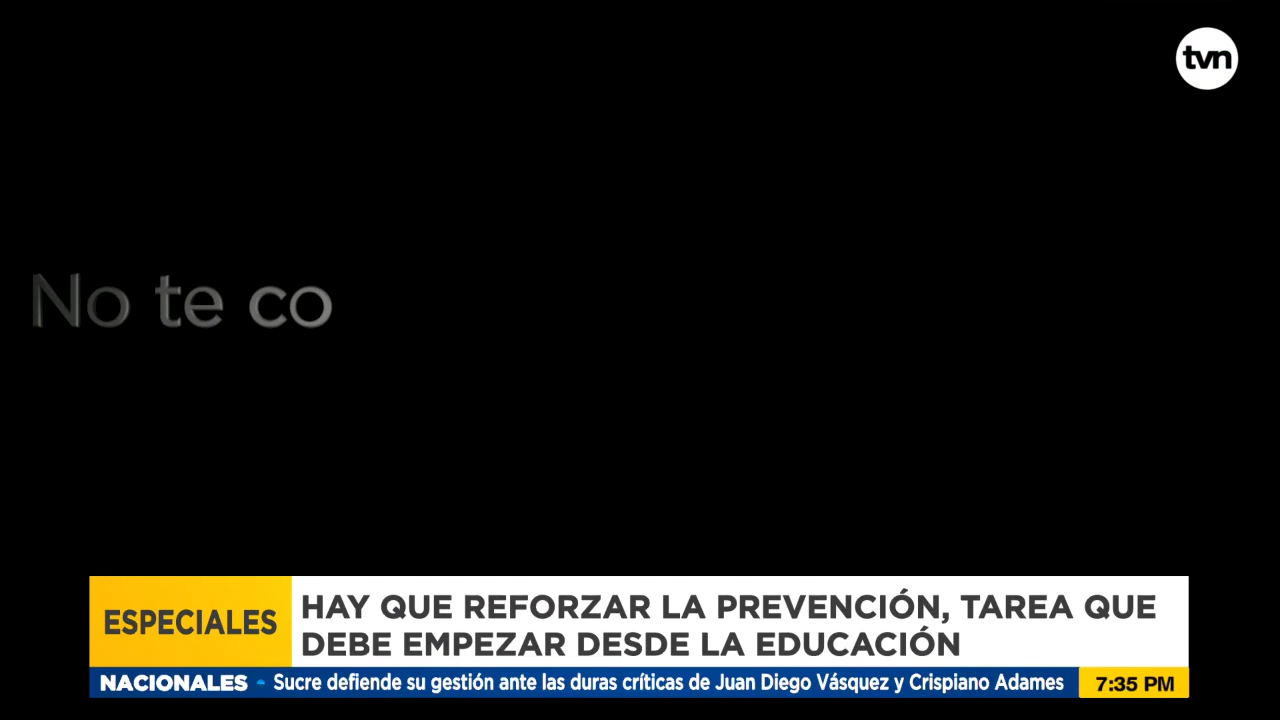 tvn
No te co
ESPECIALES
HAY QUE REFORZAR LA PREVENCIÓN, TAREA QUE
DEBE EMPEZAR DESDE LA EDUCACIÓN
NACIONALES - Sucre defiende su gestión ante las duras críticas de Juan Diego Vásquez y Crispiano Adames
7:35 PM